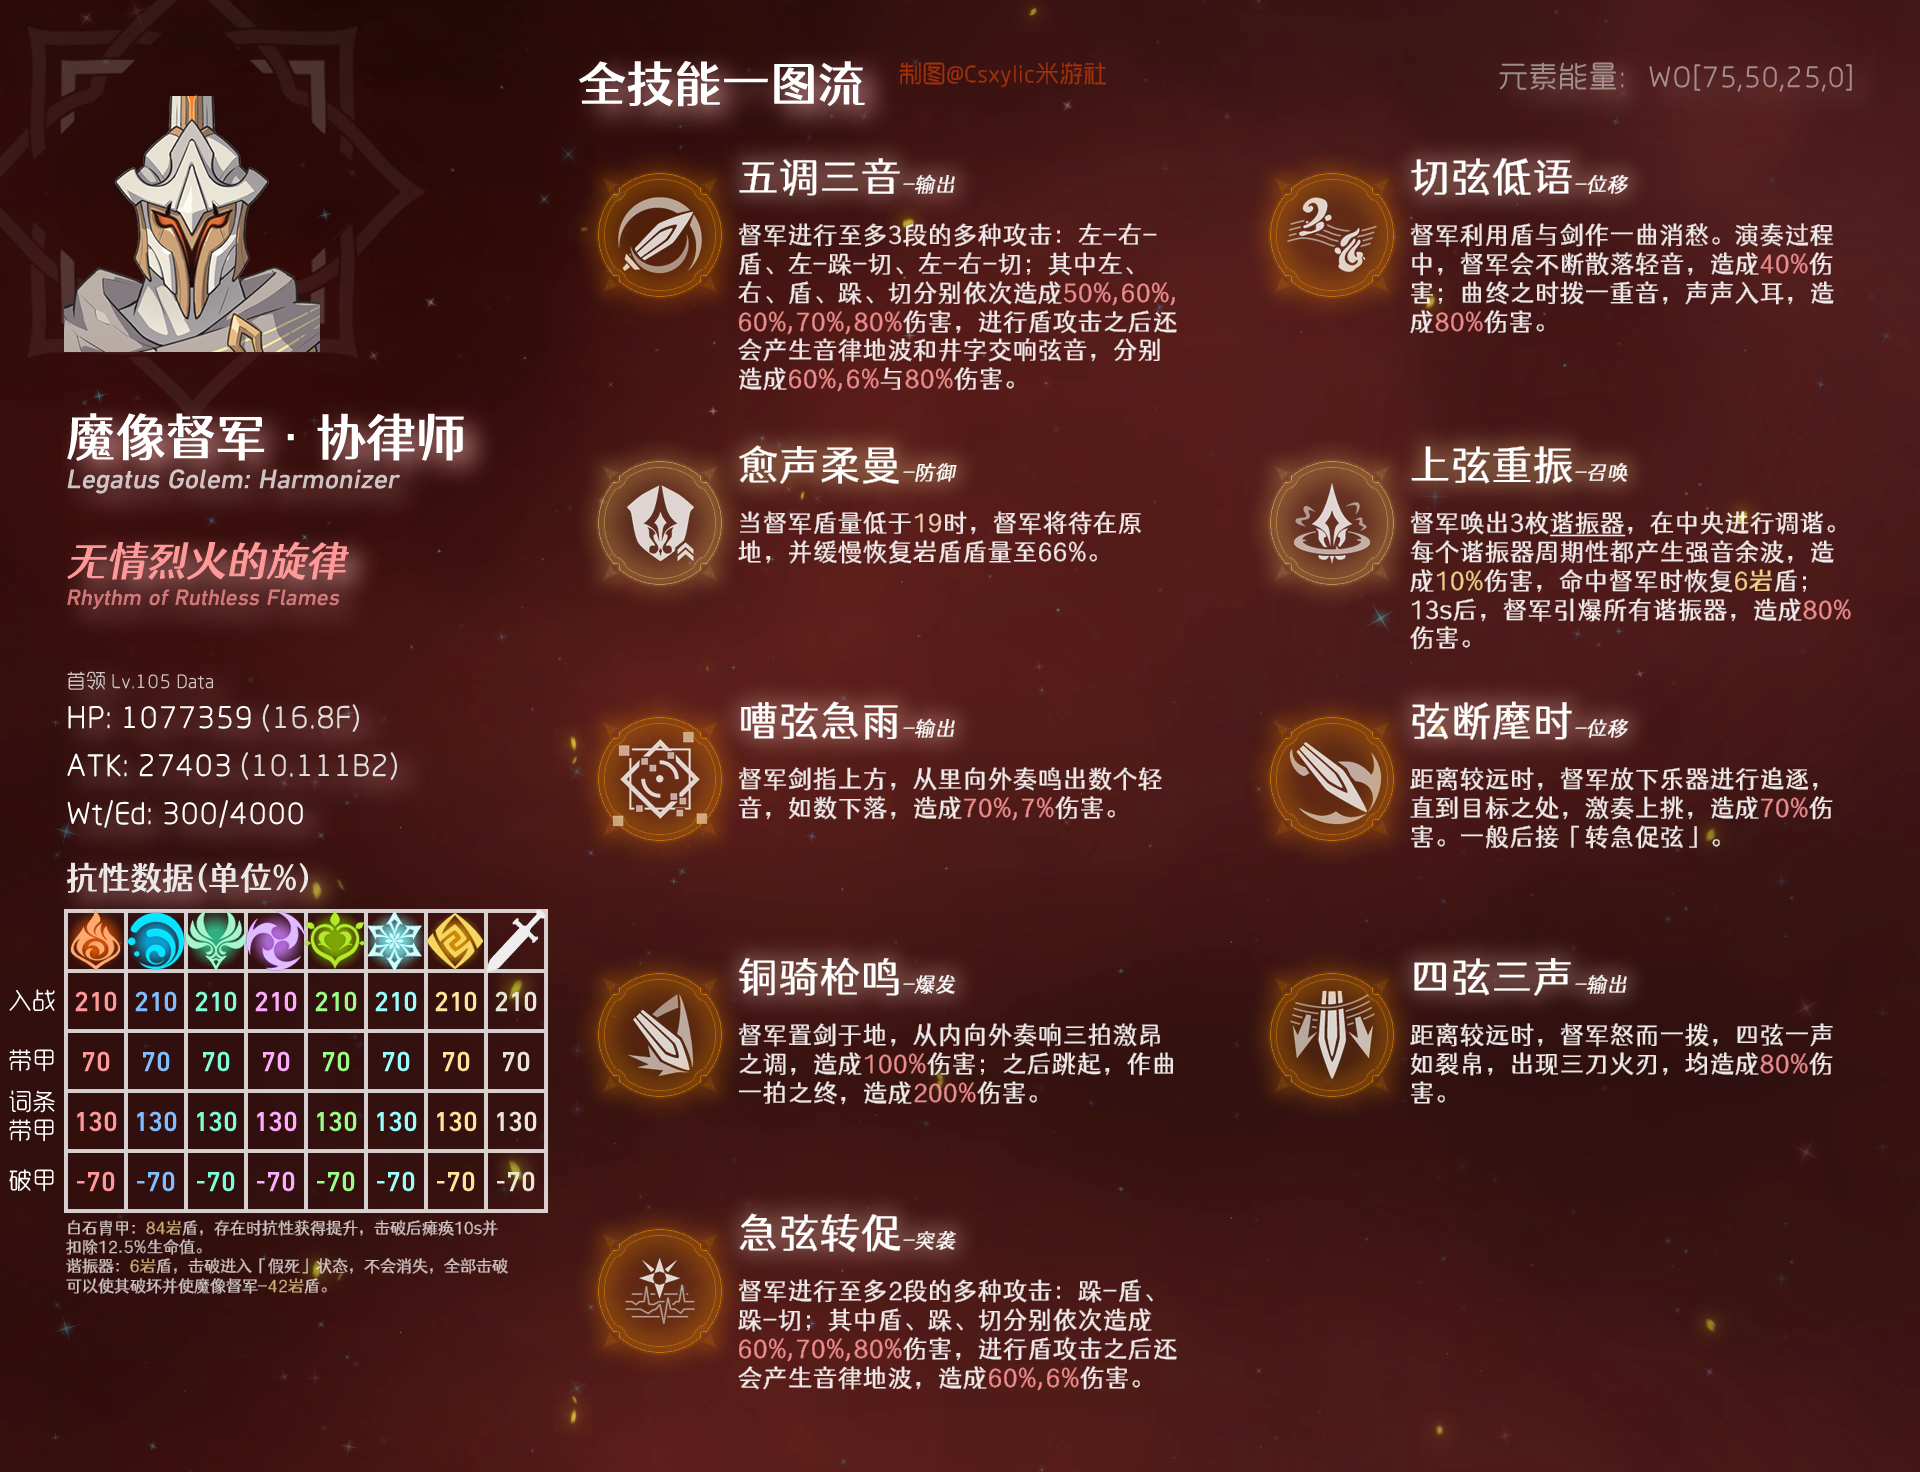 全技能一图流
制图@Csxylic米游社
元素能量： W0[75,50,25,0]
魔像督军·协律师
Legatus Golem: Harmonizer
无情烈火的旋律
Rhythm of Ruthless Flames
首领 Lv.105 Data
HP: 1077359 (16.8F)
ATK: 27403 (10.111B2)
Wt/Ed: 300/4000
抗性数据(单位%)
入战 210 210 210 210 210 210 210 210
带甲 70 70 70 70 70 70 70 70
词条
带甲 130 130 130 130 130 130 130 130
破甲 -70 -70 -70 -70 -70 -70 -70 -70
白石胄甲：84岩盾，存在时抗性获得提升，击破后瘫痪10s并
扣除12.5%生命值。
谐振器：6岩盾，击破进入「假死」状态，不会消失，全部击破
可以使其破坏并使魔像督军-42岩盾。
五调三音-输出
督军进行至多3段的多种攻击：左-右-
盾、左-跺-切、左-右-切；其中左、
右、盾、跺、切分别依次造成50%,60%,
60%,70%,80%伤害，进行盾攻击之后还
会产生音律地波和井字交响弦音，分别
造成60%,6%与80%伤害。
切弦低语-位移
督军利用盾与剑作一曲消愁。演奏过程
中，督军会不断散落轻音，造成40%伤
害；曲终之时拨一重音，声声入耳，造
成80%伤害。
愈声柔曼-防御
当督军盾量低于19时，督军将待在原
地，并缓慢恢复岩盾盾量至66%。
上弦重振-召唤
督军唤出3枚谐振器，在中央进行调谐。
每个谐振器周期性都产生强音余波，造
成10%伤害，命中督军时恢复6岩盾；
13s后，督军引爆所有谐振器，造成80%
伤害。
嘈弦急雨-输出
督军剑指上方，从里向外奏鸣出数个轻
音，如数下落，造成70%,7%伤害。
弦断麾时-位移
距离较远时，督军放下乐器进行追逐，
直到目标之处，激奏上挑，造成70%伤
害。一般后接「转急促弦」。
铜骑枪鸣-爆发
督军置剑于地，从内向外奏响三拍激昂
之调，造成100%伤害；之后跳起，作曲
一拍之终，造成200%伤害。
四弦三声-输出
距离较远时，督军怒而一拨，四弦一声
如裂帛，出现三刀火刃，均造成80%伤
害。
急弦转促-突袭
督军进行至多2段的多种攻击：跺-盾、
跺-切；其中盾、跺、切分别依次造成
60%,70%,80%伤害，进行盾攻击之后还
会产生音律地波，造成60%,6%伤害。